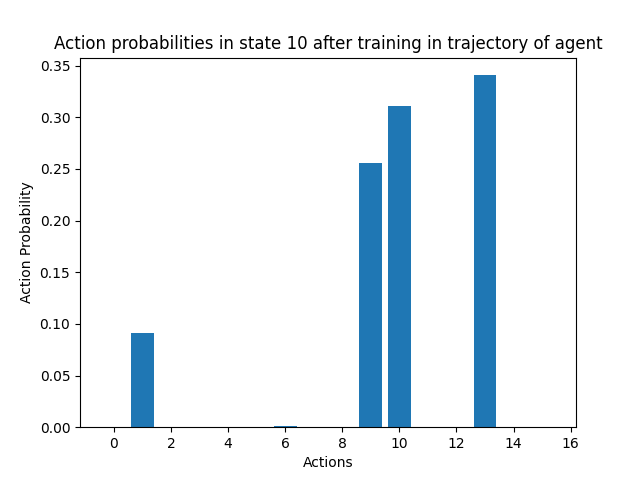 Action probabilities in state 10 after training in trajectory of agent
0.35
0.30
0.25
0.20
0.15
0.10
0.05
0.00
Action Probability
0 2 4 6 8 10 12 14 16
Actions